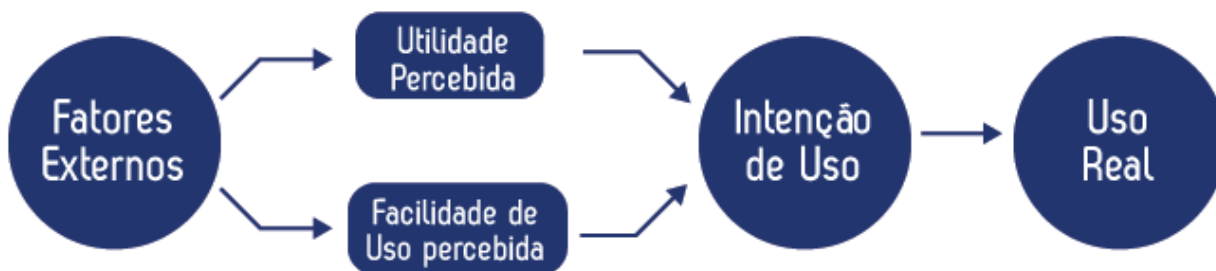 Fatores
Externos
Utilidade
Percebida
Facilidade de
Uso percebida
Intenção
de Uso
Uso
Real